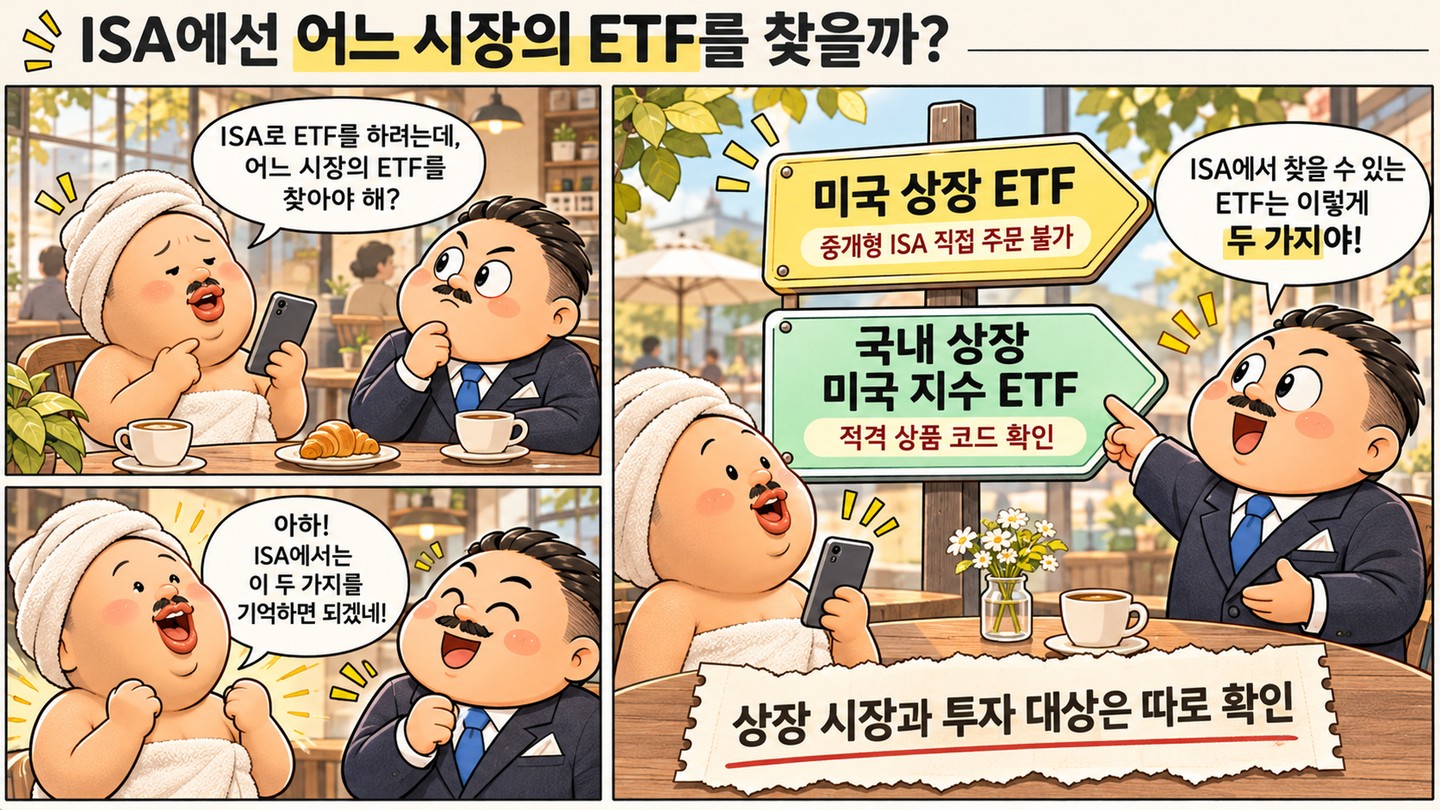 ISA에선 어느 시장의 ETF를 찾을까?
ISA로 ETF를 하려는데,
어느 시장의 ETF를
찾아야 해?
미국 상장 ETF
중개형 ISA 직접 주문 불가
국내 상장
미국 지수 ETF
적격 상품 코드 확인
ISA에서 찾을 수 있는
ETF는 이렇게
두 가지야!
아하!
ISA에서는
이 두 가지를
기억하면 되겠네!
상장 시장과 투자 대상은 따로 확인